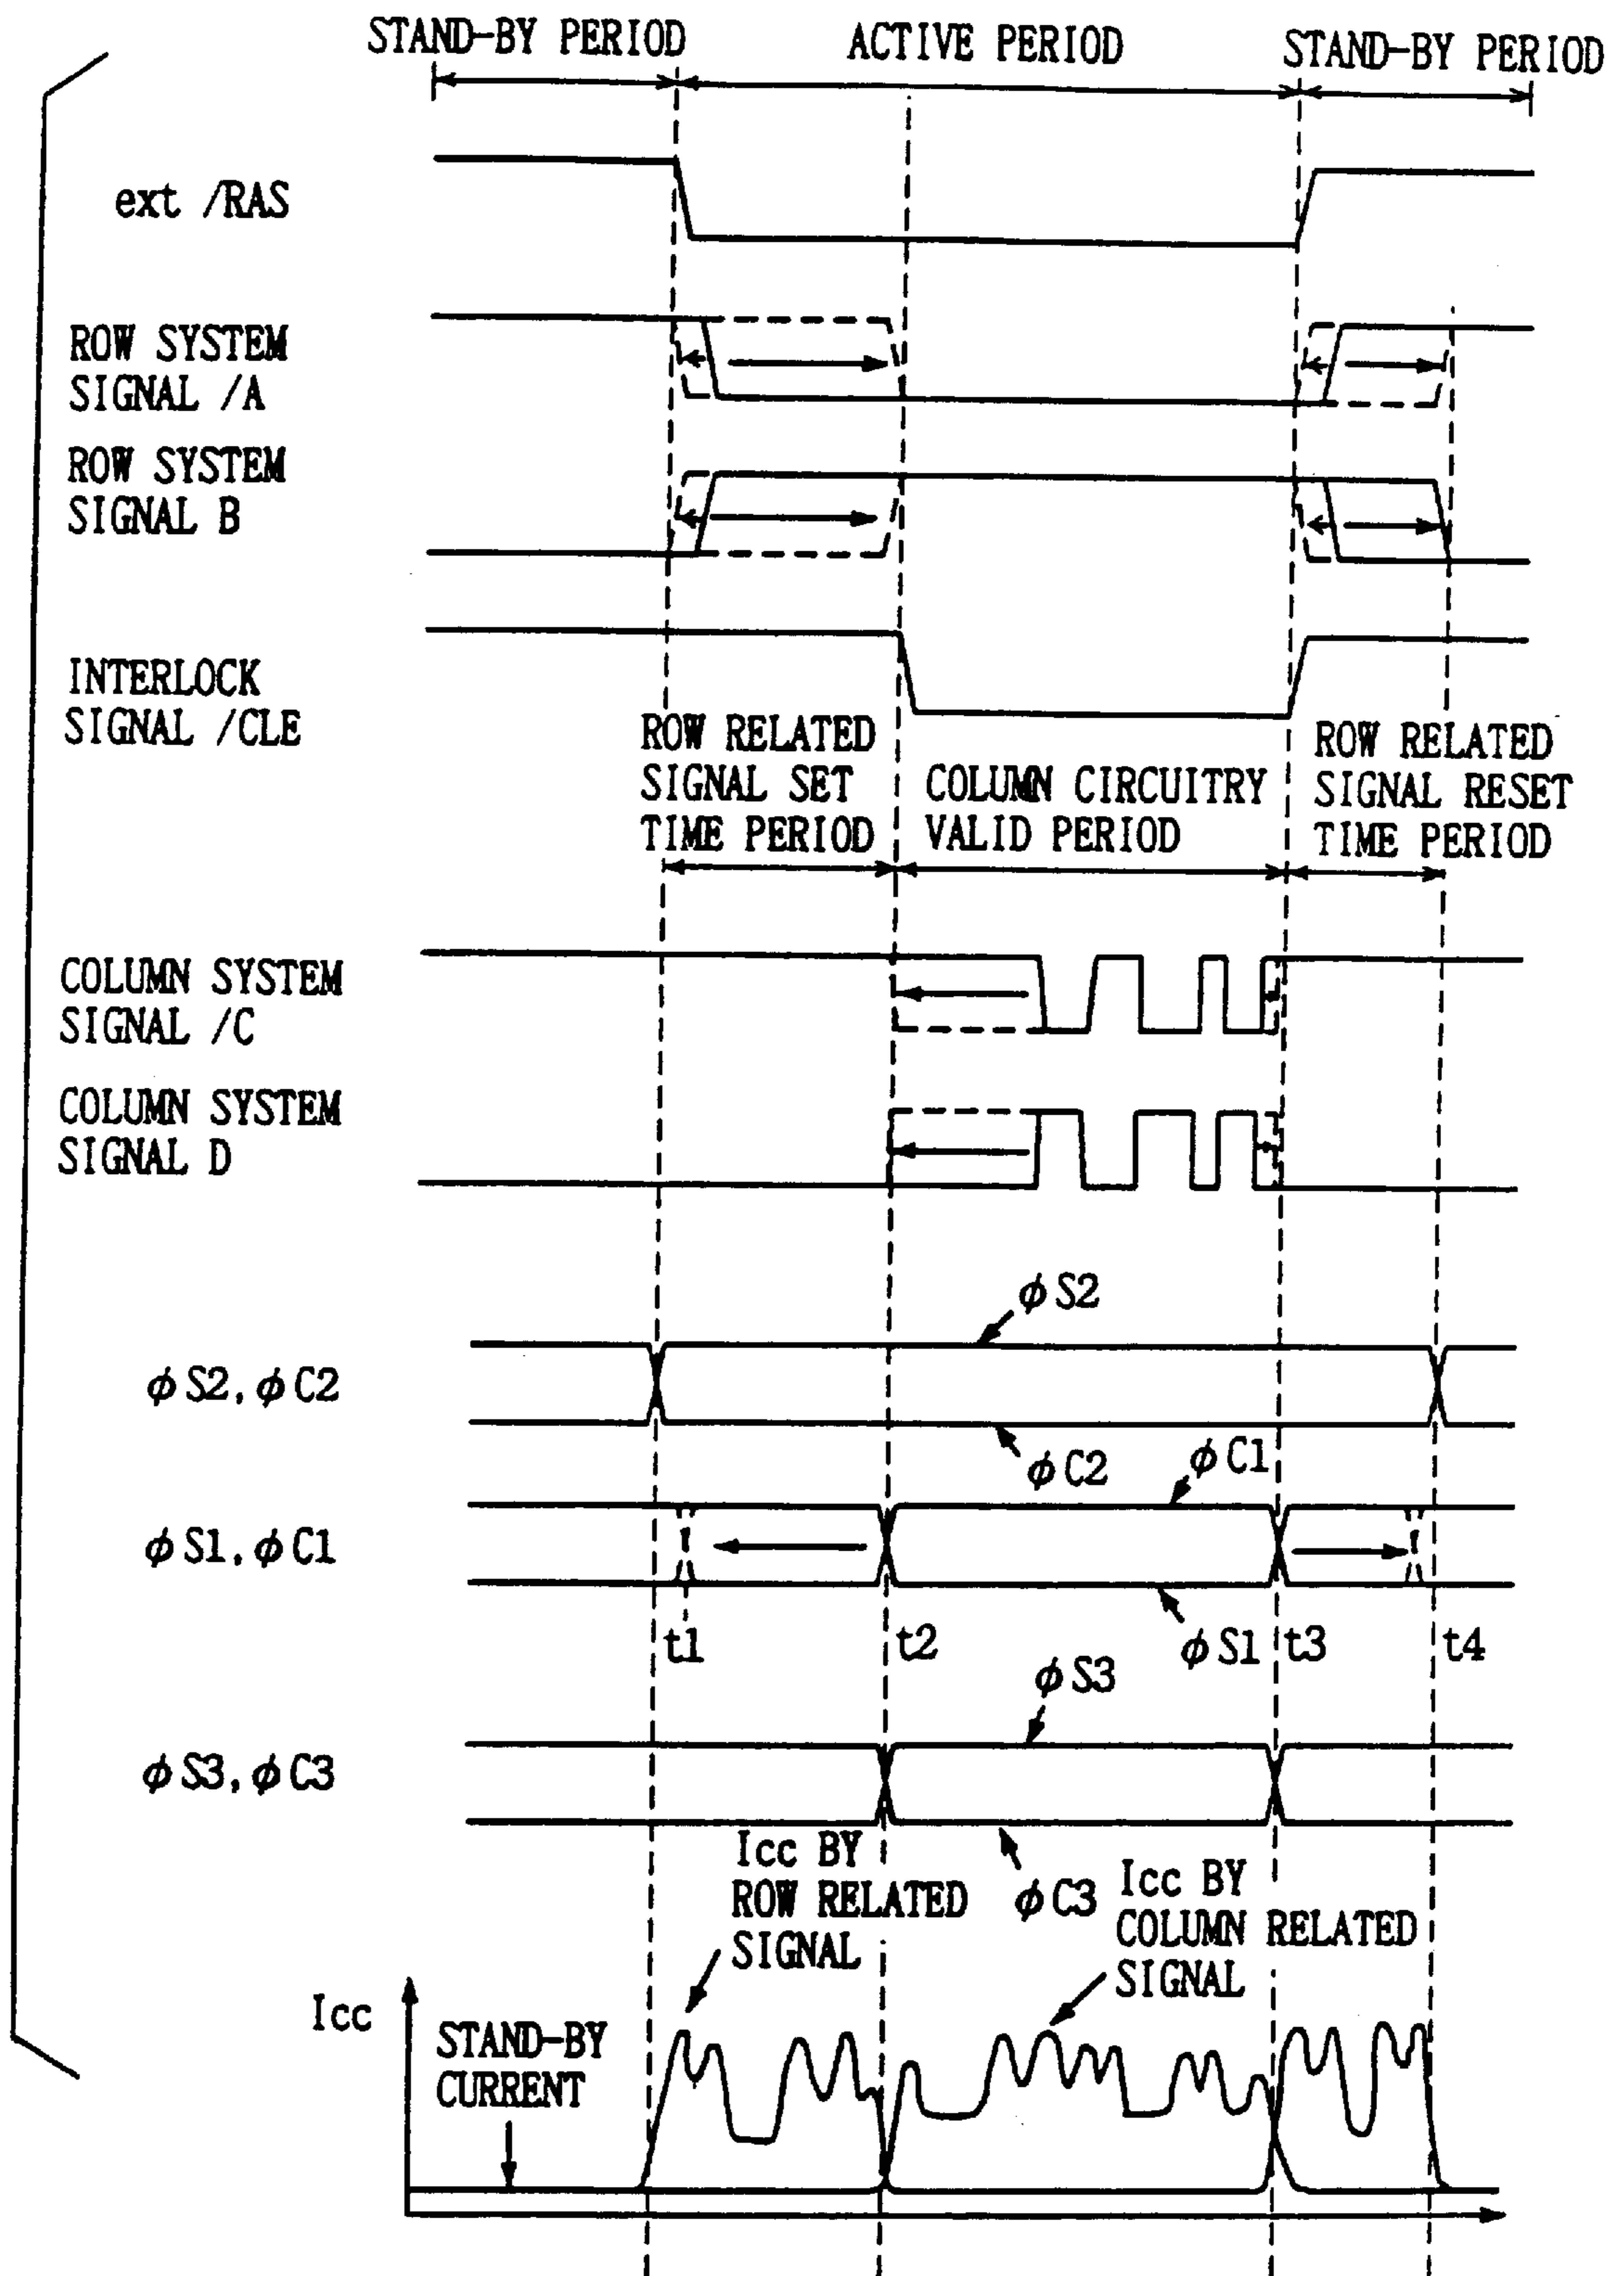 STAND-BY PERIOD
ACTIVE PERIOD
STAND-BY PERIOD
ext /RAS
ROW SYSTEM
SIGNAL /A
ROW SYSTEM
SIGNAL B
INTERLOCK
SIGNAL /CLE
ROW RELATED
SIGNAL SET
TIME PERIOD
COLUMN CIRCUITRY
VALID PERIOD
ROW RELATED
SIGNAL RESET
TIME PERIOD
COLUMN SYSTEM
SIGNAL /C
COLUMN SYSTEM
SIGNAL D
φS2
φS2, φC2
φC2
φC1
φS1, φC1
t1
t2
φS1
t3
t4
φS3
φS3, φC3
φC3
Icc BY
ROW RELATED
SIGNAL
Icc BY
COLUMN RELATED
SIGNAL
Icc
STAND-BY
CURRENT